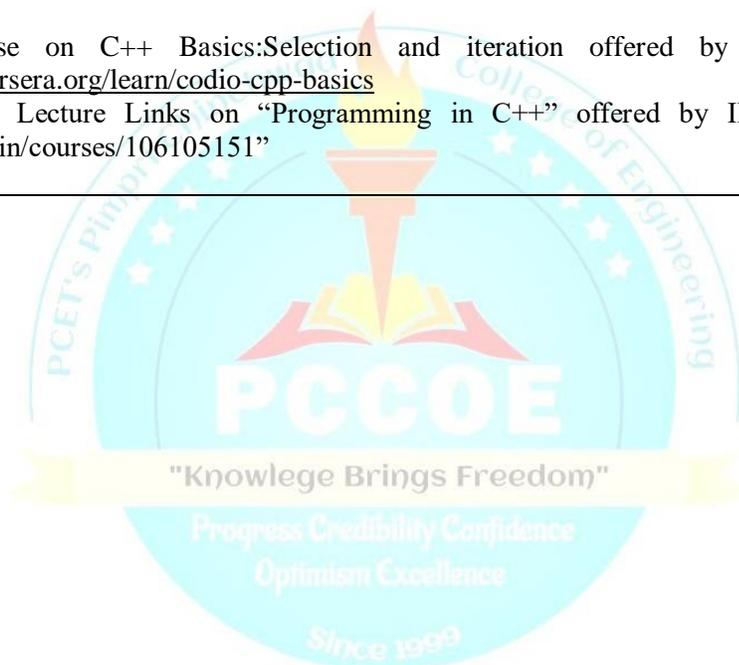 se on C++ Basics:Selection and iteration offered by
rsera.org/learn/codio-cpp-basics
Lecture Links on “Programming in C++” offered by
in/courses/106105151”
PCET's Pimpri Chinchwad College of Engineering
PCCOE
"Knowlege Brings Freedom"
Progress Credibility Confidence
Optimism Excellence
Since 1999